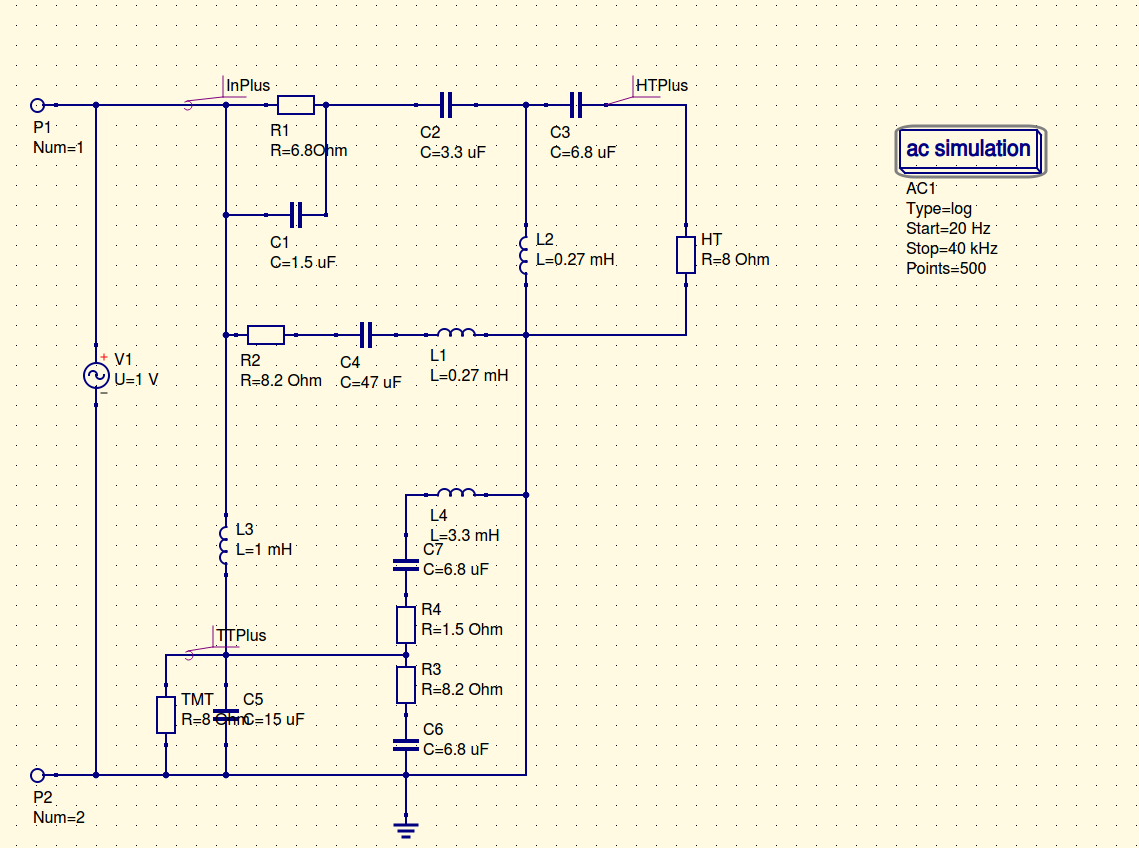 InPlus
HTPlus
P1
Num=1
R1
R=6.8Ohm
C2
C=3.3 uF
C3
C=6.8 uF
ac simulation
AC1
Type=log
Start=20 Hz
Stop=40 kHz
Points=500
C1
C=1.5 uF
L2
L=0.27 mH
HT
R=8 Ohm
V1
U=1 V
+
−
R2
R=8.2 Ohm
C4
C=47 uF
L1
L=0.27 mH
L4
L=3.3 mH
L3
L=1 mH
C7
C=6.8 uF
R4
R=1.5 Ohm
TTPlus
R3
R=8.2 Ohm
TMT
R=8 Ohm
C5
C=15 uF
C6
C=6.8 uF
P2
Num=2